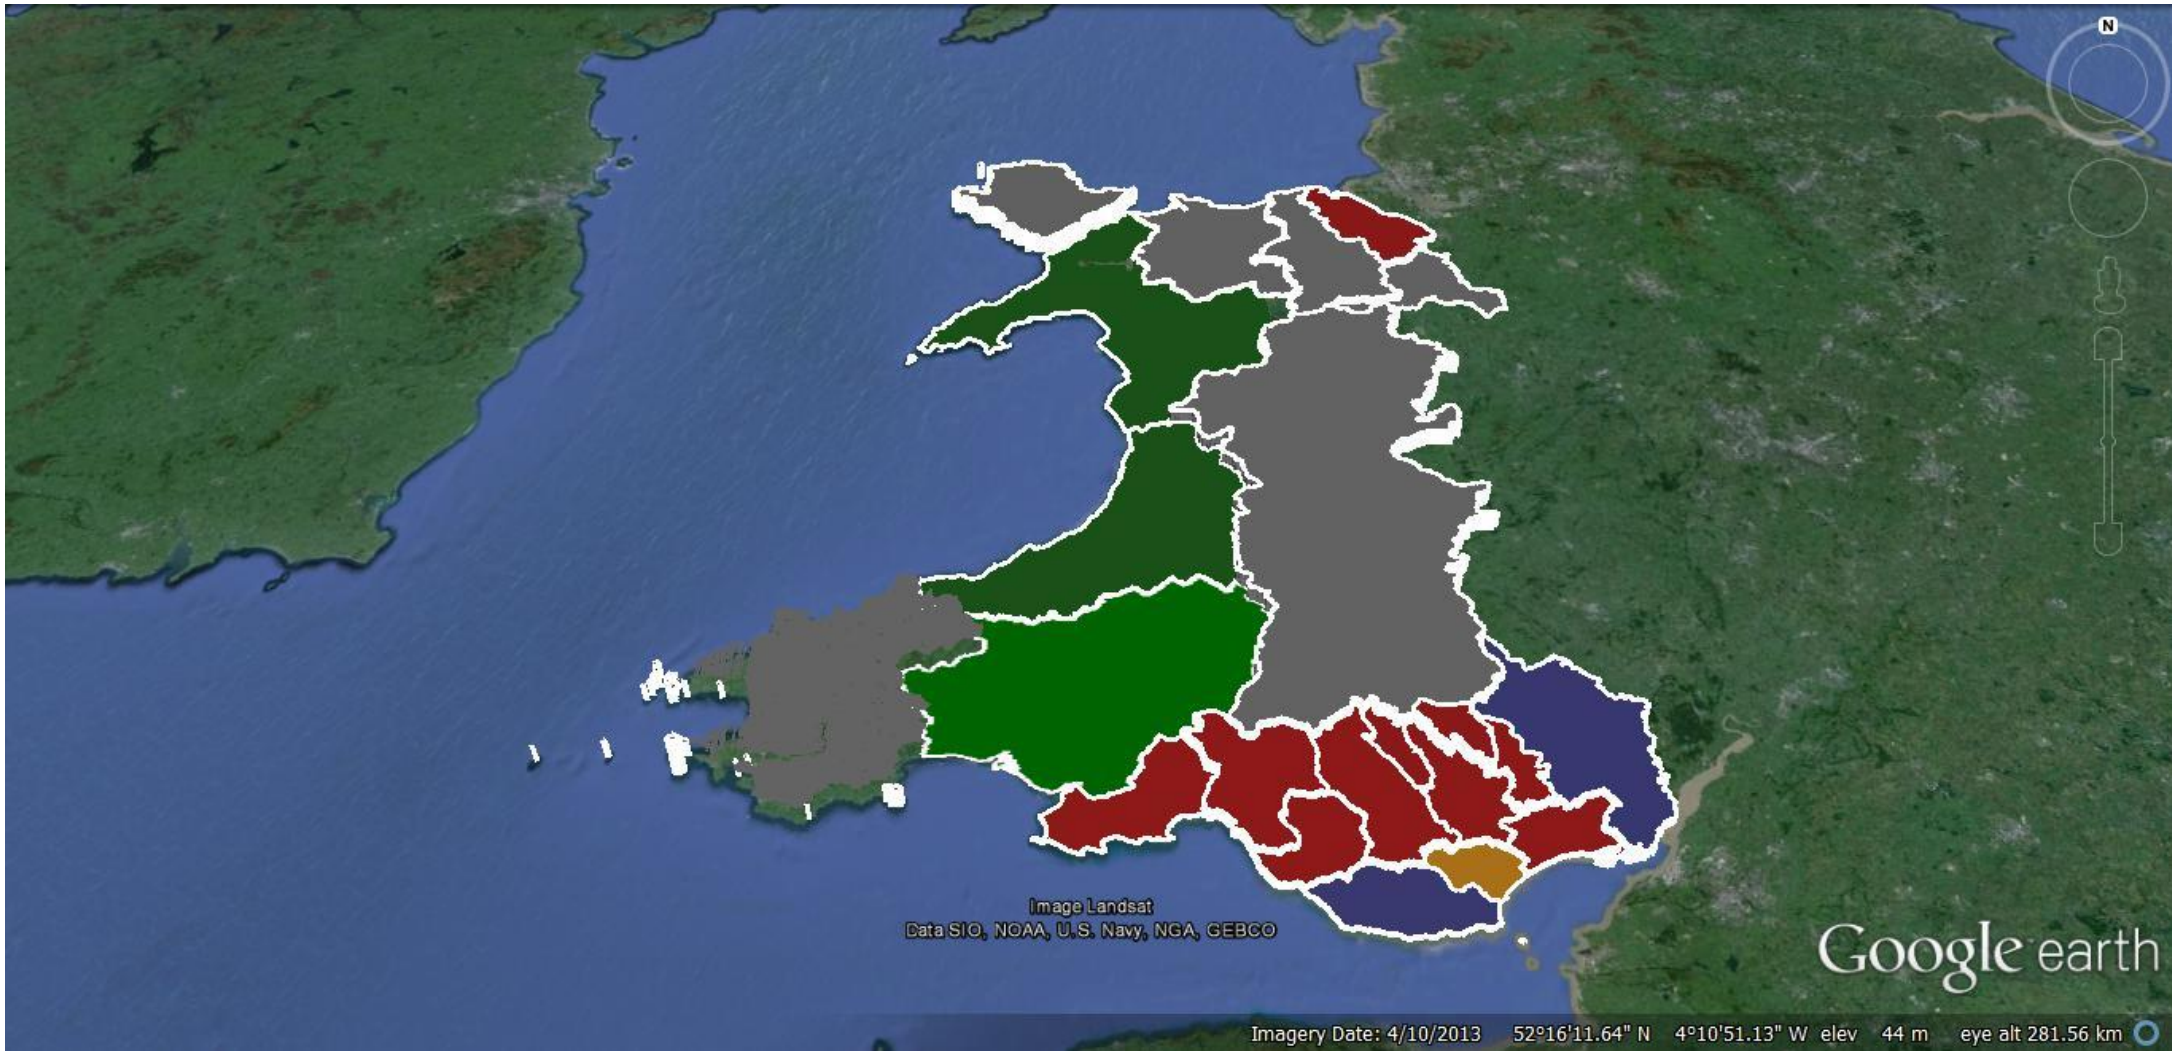 N
Image Landsat
Data SIO, NOAA, U.S. Navy, NGA, GEBCO
Google earth
Imagery Date: 4/10/2013 52°16'11.64" N 4°10'51.13" W elev 44 m eye alt 281.56 km